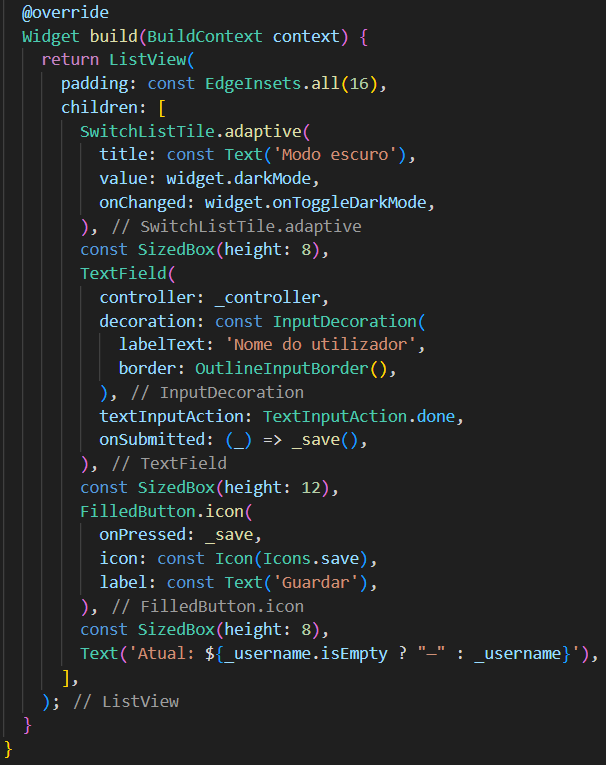 @override
Widget build(BuildContext context) {
  return ListView(
    padding: const EdgeInsets.all(16),
    children: [
      SwitchListTile.adaptive(
        title: const Text('Modo escuro'),
        value: widget.darkMode,
        onChanged: widget.onToggleDarkMode,
      ), // SwitchListTile.adaptive
      const SizedBox(height: 8),
      TextField(
        controller: _controller,
        decoration: const InputDecoration(
          labelText: 'Nome do utilizador',
          border: OutlineInputBorder(),
        ), // InputDecoration
        textInputAction: TextInputAction.done,
        onSubmitted: (_) => _save(),
      ), // TextField
      const SizedBox(height: 12),
      FilledButton.icon(
        onPressed: _save,
        icon: const Icon(Icons.save),
        label: const Text('Guardar'),
      ), // FilledButton.icon
      const SizedBox(height: 8),
      Text('Atual: ${_username.isEmpty ? "—" : _username}'),
    ],
  ); // ListView
}
}